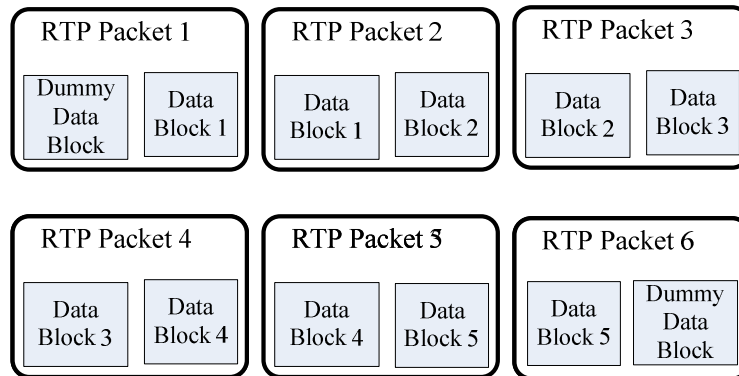 RTP Packet 1
Dummy
Data
Block
Data
Block 1
RTP Packet 2
Data
Block 1
Data
Block 2
RTP Packet 3
Data
Block 2
Data
Block 3
RTP Packet 4
Data
Block 3
Data
Block 4
RTP Packet 5
Data
Block 4
Data
Block 5
RTP Packet 6
Data
Block 5
Dummy
Data
Block